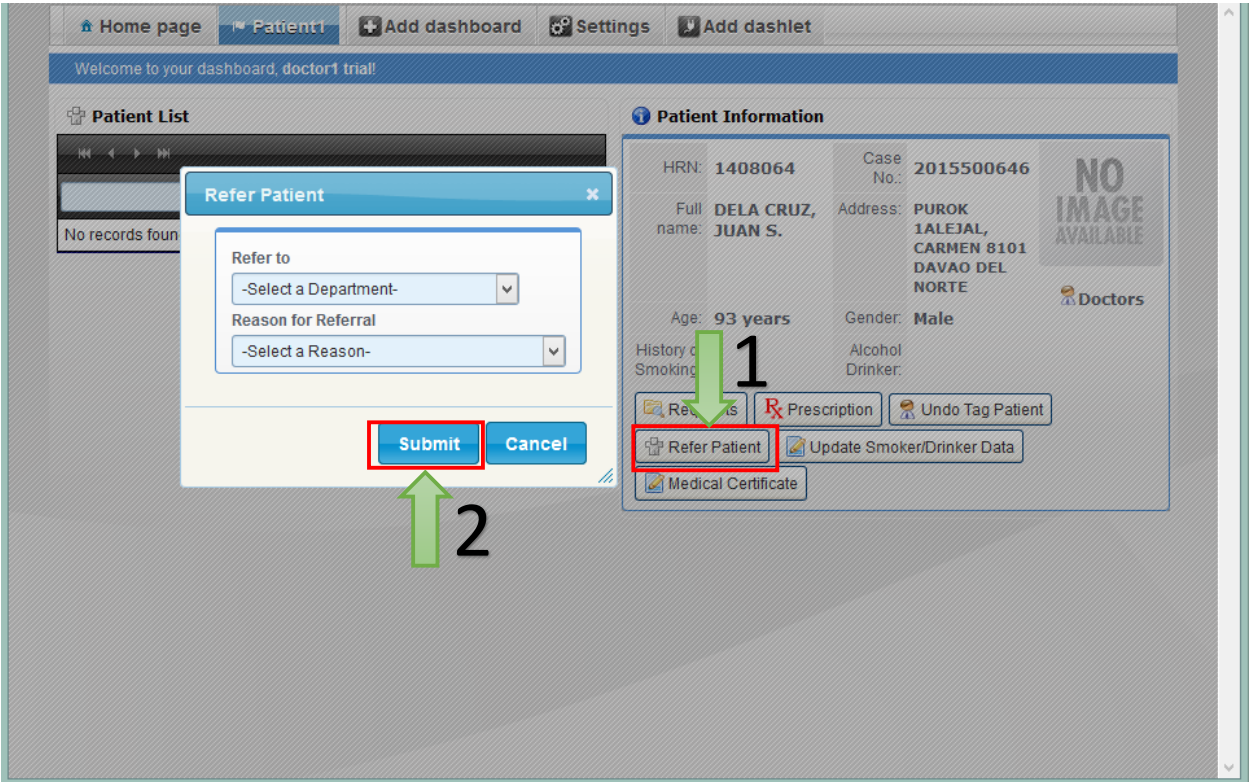 Home page Patient1 Add dashboard Settings Add dashlet
Welcome to your dashboard, doctor1 trial!
Patient List
No records foun
Refer Patient
Refer to
-Select a Department-
Reason for Referral
-Select a Reason-
Submit Cancel
2
Patient Information
HRN: 1408064 Case No.: 2015500646
NO
IMAGE
AVAILABLE
Full name: DELA CRUZ, JUAN S.
Address: PUROK
1ALEJAL,
CARMEN 8101
DAVAO DEL
NORTE
Doctors
Age: 93 years Gender: Male
History
Smoking
Alcohol
Drinker:
1
Prescription Undo Tag Patient
Refer Patient Update Smoker/Drinker Data
Medical Certificate